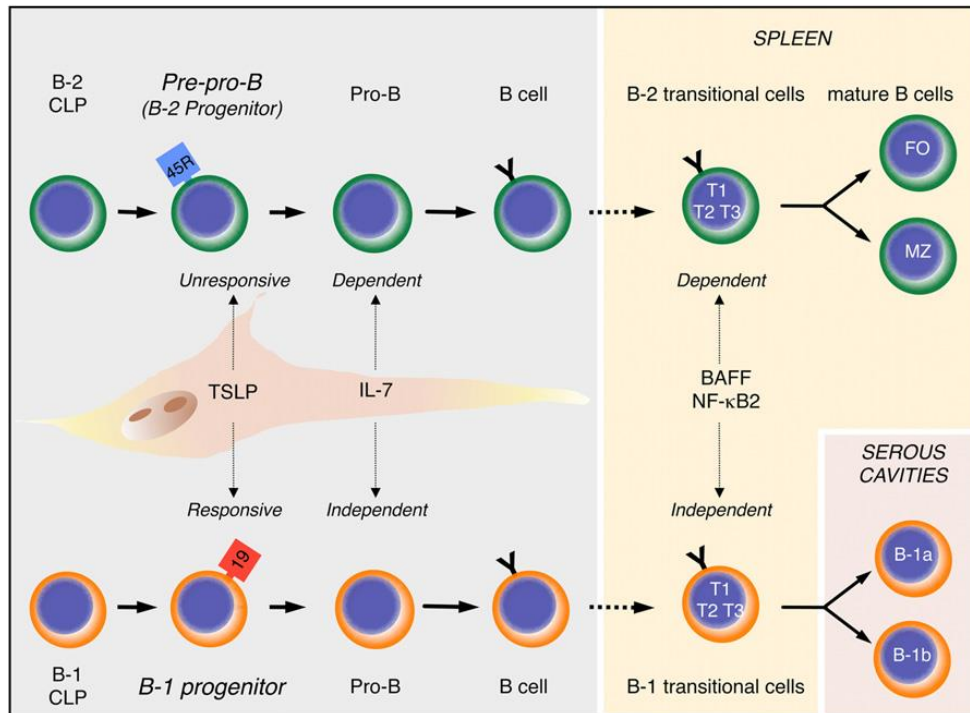 SPLEEN
B-2
CLP
Pre-pro-B
(B-2 Progenitor)
Pro-B
B cell
B-2 transitional cells
mature B cells
45R
T1
T2 T3
FO
MZ
Unresponsive
Dependent
Dependent
TSLP
IL-7
BAFF
NF-κB2
Responsive
Independent
Independent
SEROUS
CAVITIES
19
T1
T2 T3
B-1a
B-1b
B-1
CLP
B-1 progenitor
Pro-B
B cell
B-1 transitional cells